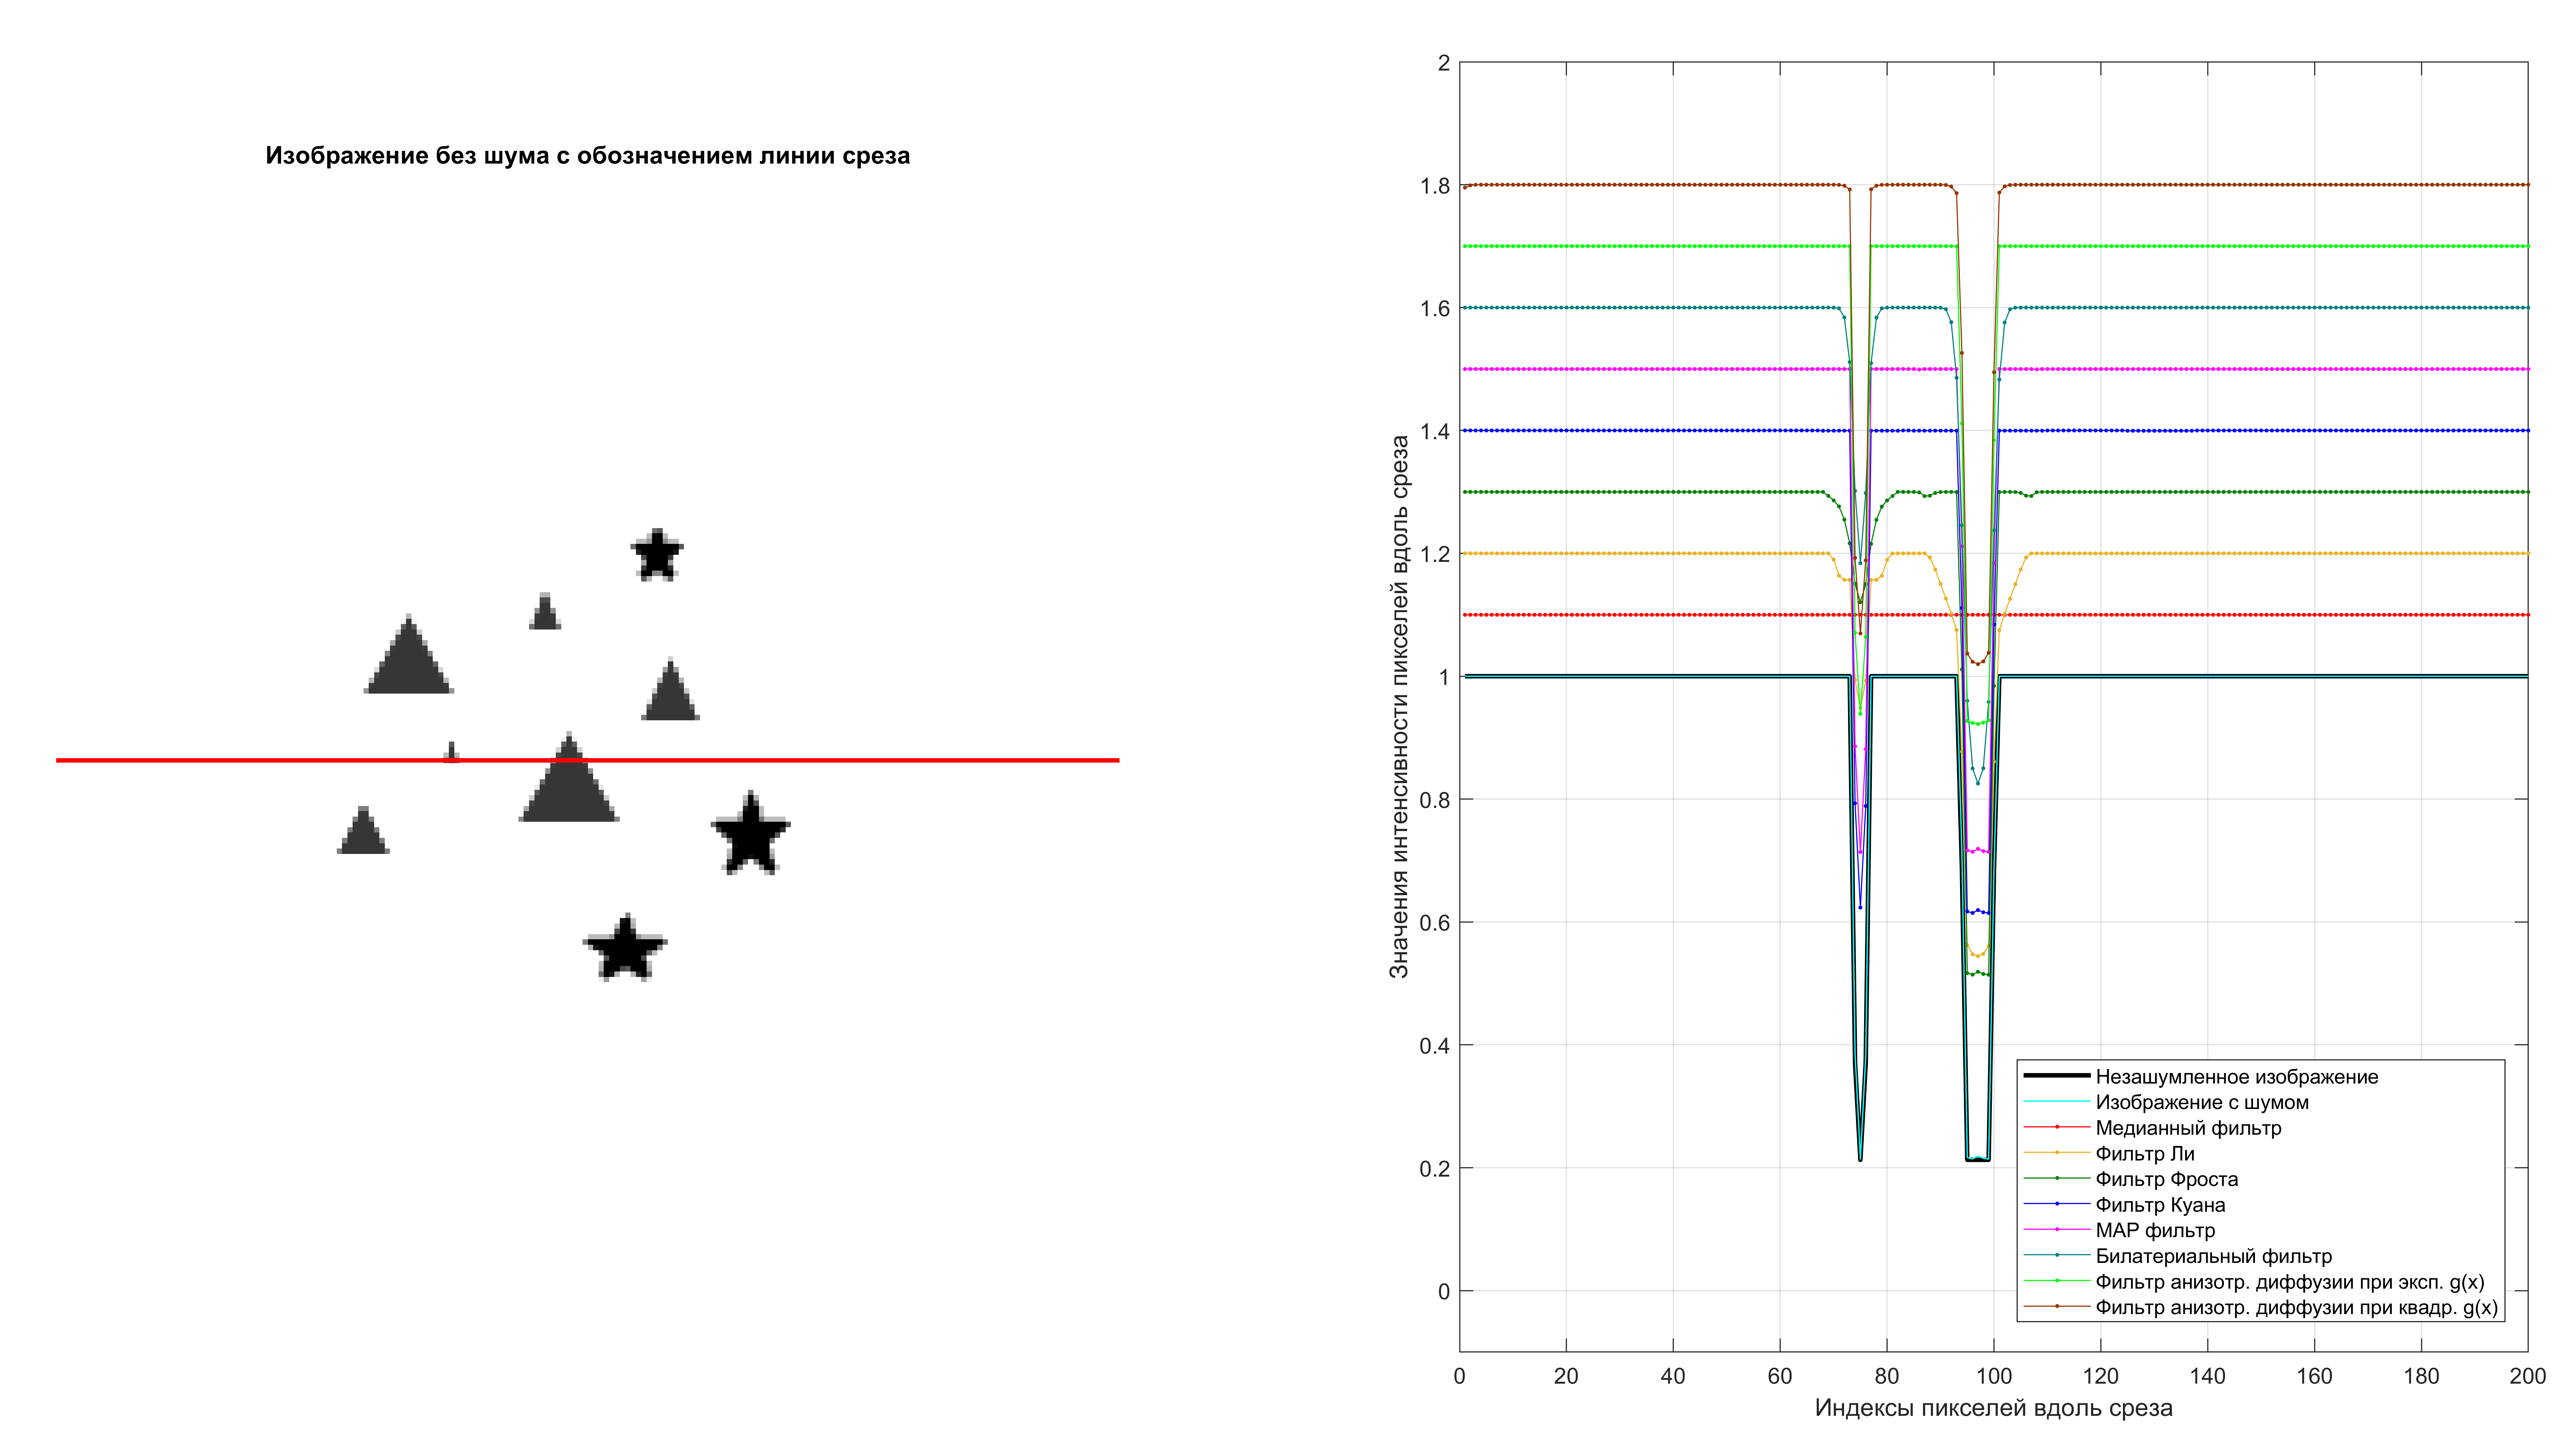 Изображение без шума с обозначением линии среза
Значения интенсивности пикселей вдоль среза
2
1.8
1.6
1.4
1.2
1
0.8
0.6
0.4
0.2
0
Незашумленное изображение
Изображение с шумом
Медианный фильтр
Фильтр Ли
Фильтр Фроста
Фильтр Куана
MAP фильтр
Билатериальный фильтр
Фильтр анизотр. диффузии при эксп. g(x)
Фильтр анизотр. диффузии при квадр. g(x)
0 20 40 60 80 100 120 140 160 180 200
Индексы пикселей вдоль среза